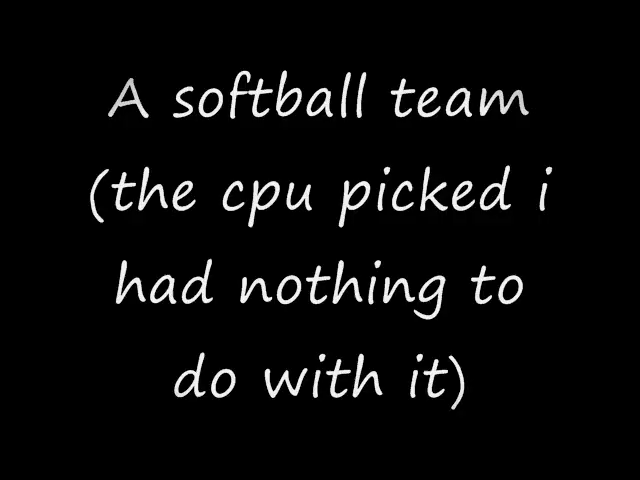 A softball team
(the cpu picked i
had nothing to
do with it)